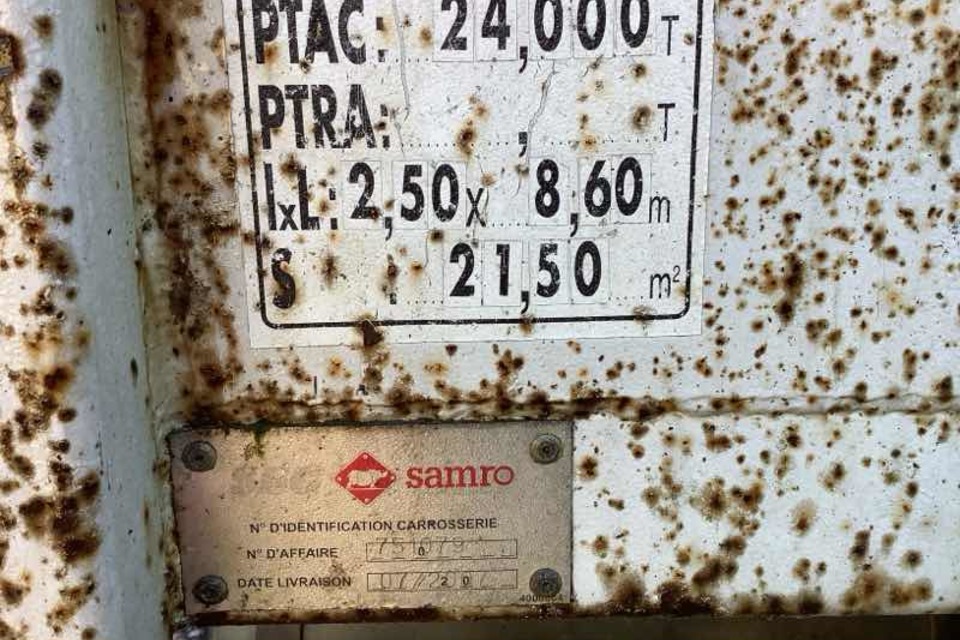 PTAC: 24,000 T
PTRA: , T
lxL: 2,50 x 8,60 m
S : 21,50 m²
samro
N° D'IDENTIFICATION CARROSSERIE
N° D'AFFAIRE
DATE LIVRAISON